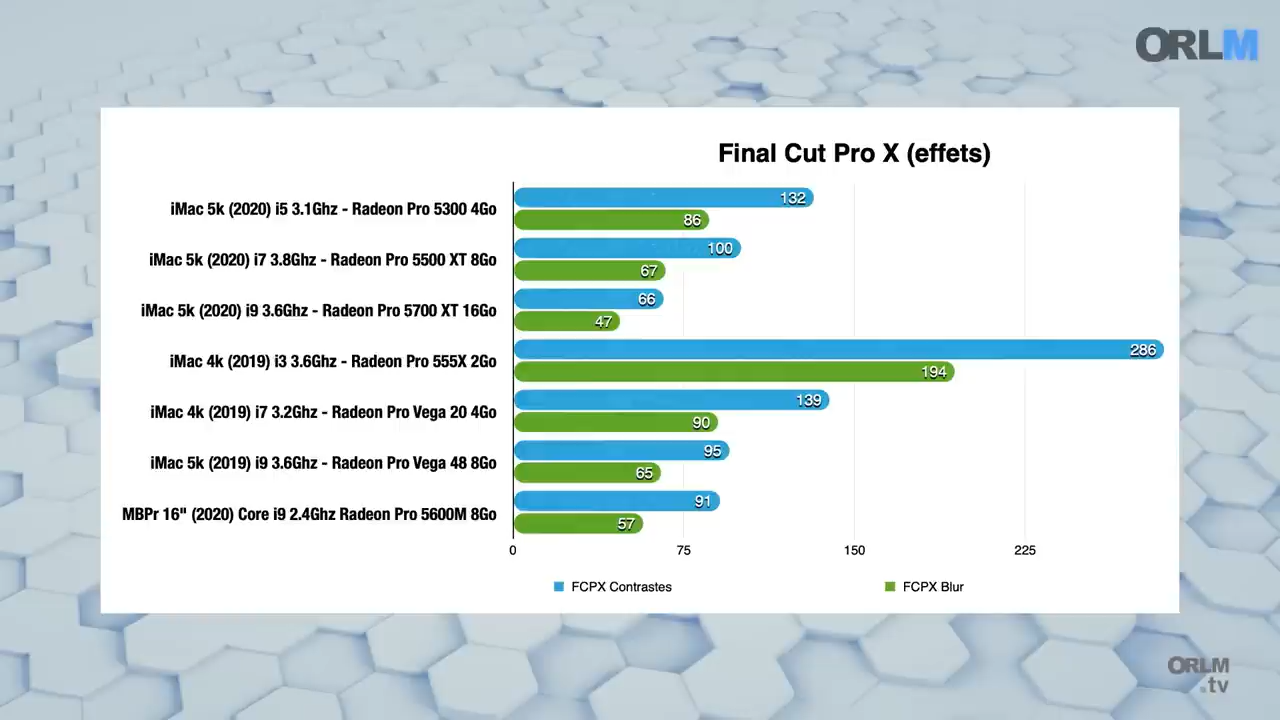 ORLM
Final Cut Pro X (effets)
iMac 5k (2020) i5 3.1Ghz - Radeon Pro 5300 4Go
132
86
iMac 5k (2020) i7 3.8Ghz - Radeon Pro 5500 XT 8Go
100
67
iMac 5k (2020) i9 3.6Ghz - Radeon Pro 5700 XT 16Go
66
47
iMac 4k (2019) i3 3.6Ghz - Radeon Pro 555X 2Go
286
194
iMac 4k (2019) i7 3.2Ghz - Radeon Pro Vega 20 4Go
139
90
iMac 5k (2019) i9 3.6Ghz - Radeon Pro Vega 48 8Go
95
65
MBPr 16" (2020) Core i9 2.4Ghz Radeon Pro 5600M 8Go
91
57
0 75 150 225
FCPX Contrastes FCPX Blur
ORLM
.tv